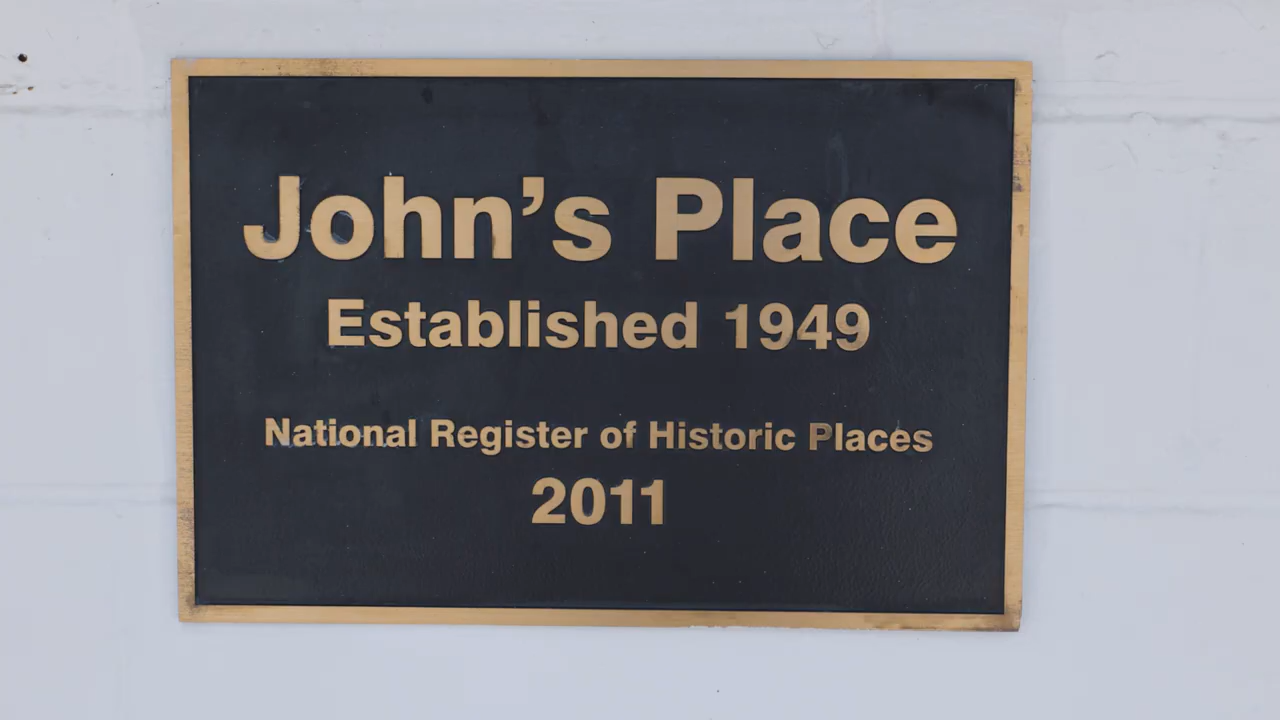 John’s Place
Established 1949
National Register of Historic Places
2011